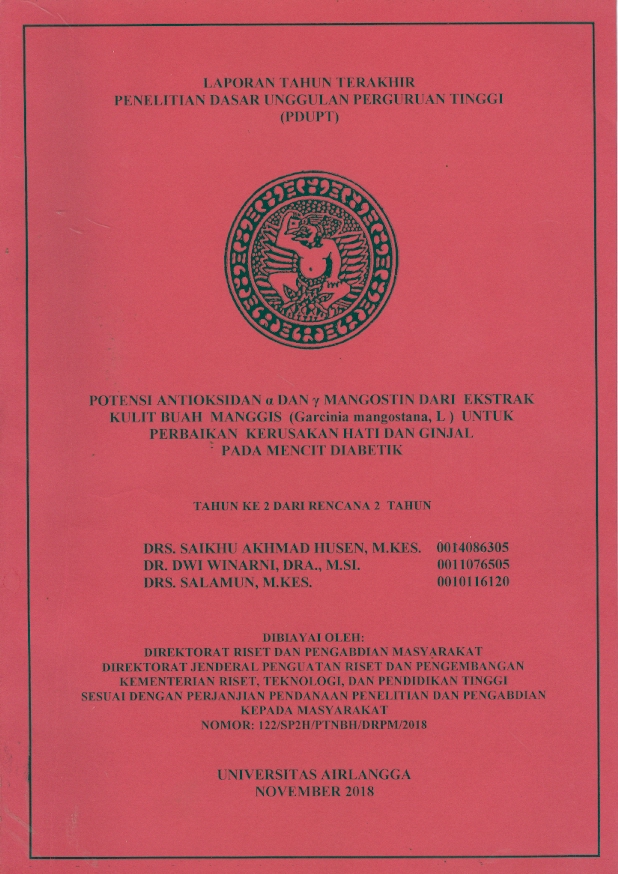 LAPORAN TAHUN TERAKHIR
PENELITIAN DASAR UNGGULAN PERGURUAN TINGGI
(PDUPT)
POTENSI ANTIOKSIDAN α DAN γ MANGOSTIN DARI EKSTRAK
KULIT BUAH MANGGIS (Garcinia mangostana, L ) UNTUK
PERBAIKAN KERUSAKAN HATI DAN GINJAL
PADA MENCIT DIABETIK
TAHUN KE 2 DARI RENCANA 2 TAHUN
DRS. SAIKHU AKHMAD HUSEN, M.KES. 0014086305
DR. DWI WINARNI, DRA., M.SI. 0011076505
DRS. SALAMUN, M.KES. 0010116120
DIBIAYAI OLEH:
DIREKTORAT RISET DAN PENGABDIAN MASYARAKAT
DIREKTORAT JENDERAL PENGUATAN RISET DAN PENGEMBANGAN
KEMENTERIAN RISET, TEKNOLOGI, DAN PENDIDIKAN TINGGI
SESUAI DENGAN PERJANJIAN PENDANAAN PENELITIAN DAN PENGABDIAN
KEPADA MASYARAKAT
NOMOR: 122/SP2H/PTNBH/DRPM/2018
UNIVERSITAS AIRLANGGA
NOVEMBER 2018